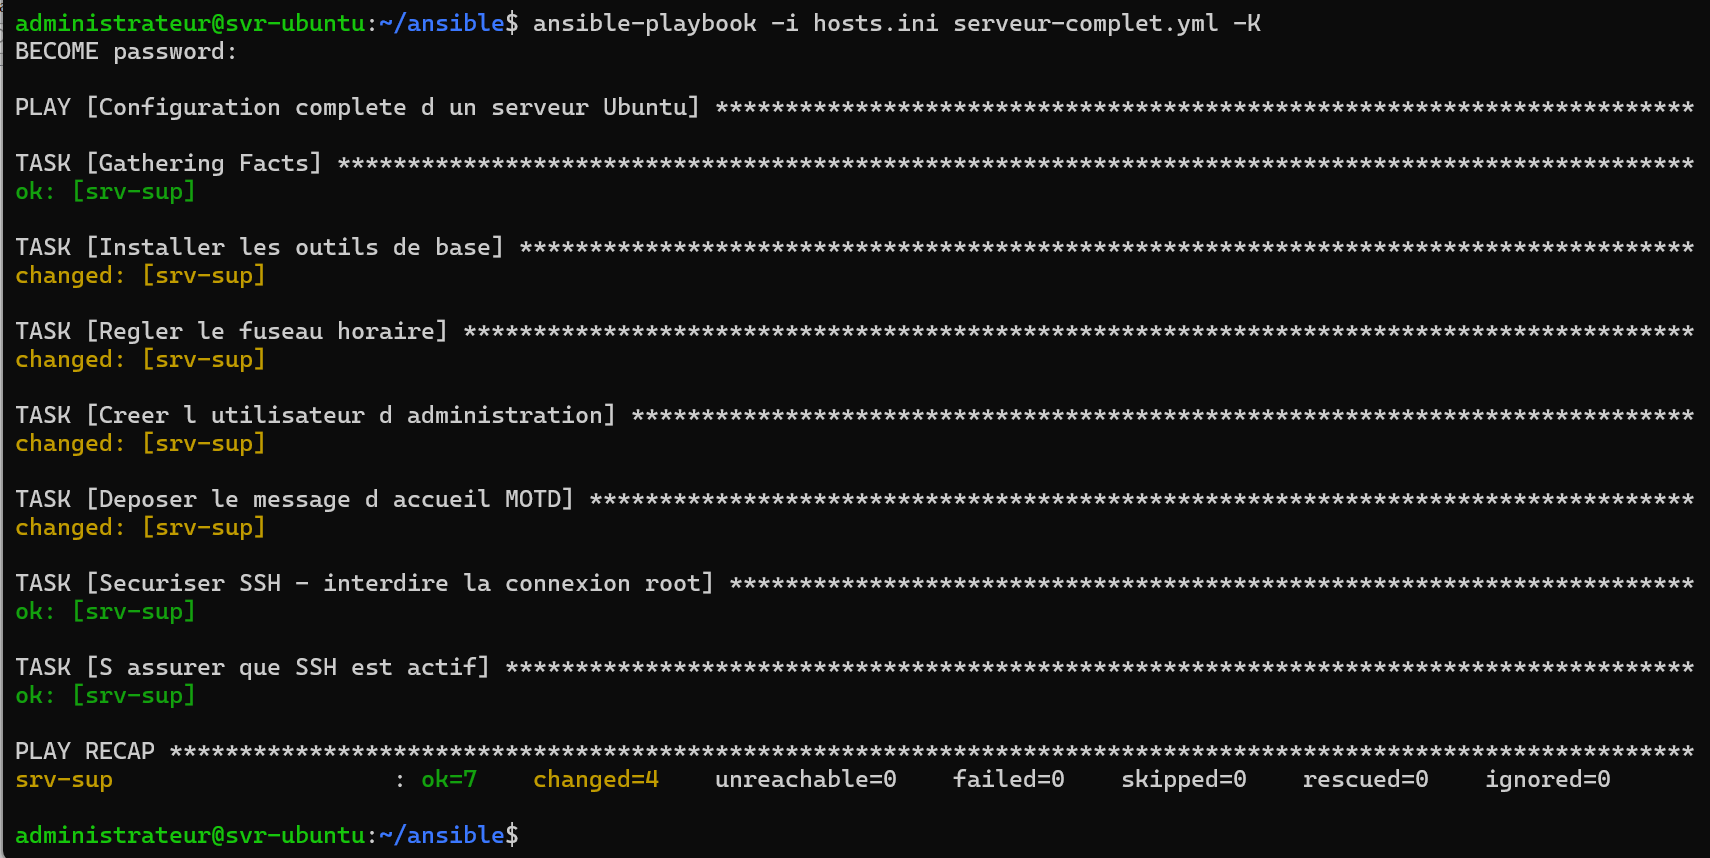 administrateur@svr-ubuntu:~/ansible$ ansible-playbook -i hosts.ini serveur-complet.yml -K
BECOME password:
PLAY [Configuration complete d un serveur Ubuntu] **********************************************************************
TASK [Gathering Facts] *************************************************************************************************
ok: [srv-sup]
TASK [Installer les outils de base] ************************************************************************************
changed: [srv-sup]
TASK [Regler le fuseau horaire] ****************************************************************************************
changed: [srv-sup]
TASK [Creer l utilisateur d administration] ****************************************************************************
changed: [srv-sup]
TASK [Deposer le message d accueil MOTD] *******************************************************************************
changed: [srv-sup]
TASK [Securiser SSH - interdire la connexion root] *********************************************************************
ok: [srv-sup]
TASK [S assurer que SSH est actif] *************************************************************************************
ok: [srv-sup]
PLAY RECAP *************************************************************************************************************
srv-sup                    : ok=7    changed=4    unreachable=0    failed=0    skipped=0    rescued=0    ignored=0
administrateur@svr-ubuntu:~/ansible$